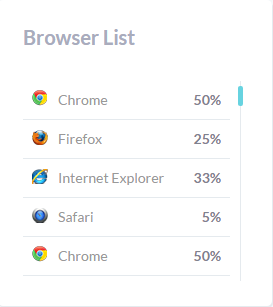 Browser List
Chrome 50%
Firefox 25%
Internet Explorer 33%
Safari 5%
Chrome 50%